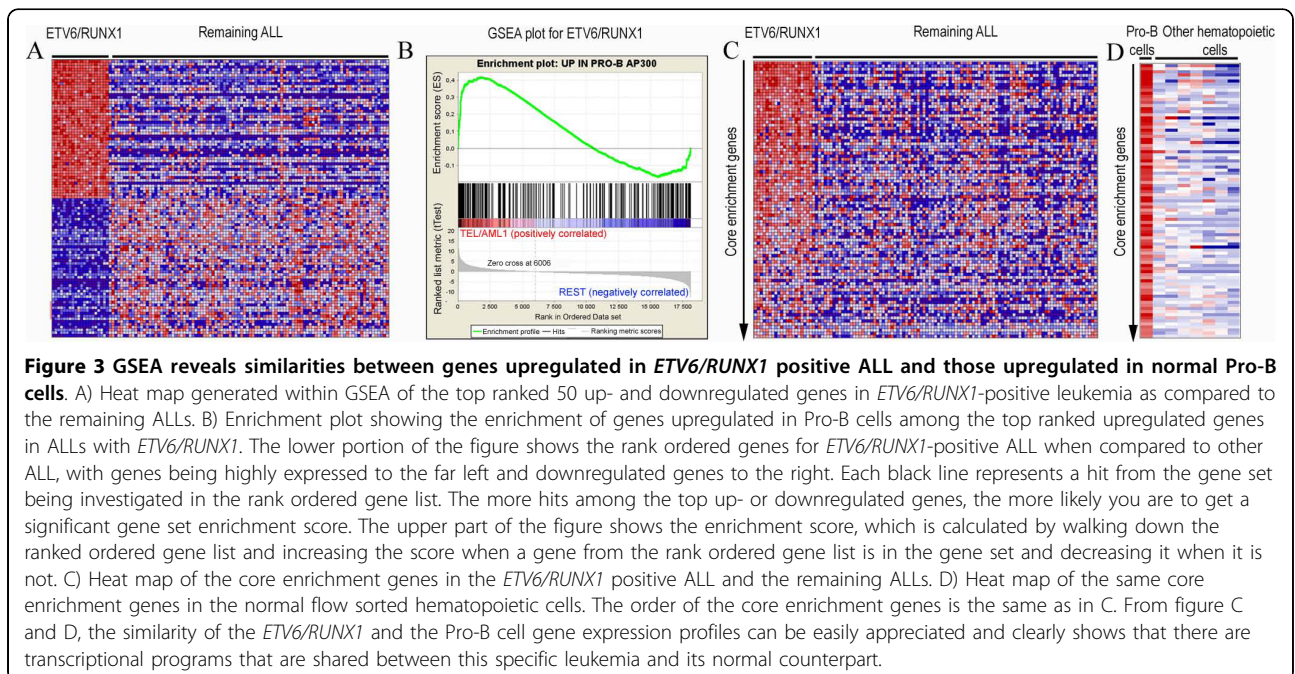 A
ETV6/RUNX1
Remaining ALL
B
GSEA plot for ETV6/RUNX1
Enrichment plot: UP IN PRO-B AP300
Enrichment score (ES)
0,4
0,3
0,2
0,1
0,0
-0,1
TEL/AML1 (positively correlated)
Ranked list metric (tTest)
20
15
10
5
0
-5
-10
Zero cross at 6006
REST (negatively correlated)
0
2 500
5 000
7 500
10 000
12 500
15 000
17 500
Rank in Ordered Data set
Enrichment profile
Hits
Ranking metric scores
C
ETV6/RUNX1
Remaining ALL
Core enrichment genes
D
Pro-B Other hematopoietic
cells cells
Core enrichment genes
Figure 3 GSEA reveals similarities between genes upregulated in ETV6/RUNX1 positive ALL and those upregulated in normal Pro-B
cells. A) Heat map generated within GSEA of the top ranked 50 up- and downregulated genes in ETV6/RUNX1-positive leukemia as compared to
the remaining ALLs. B) Enrichment plot showing the enrichment of genes upregulated in Pro-B cells among the top ranked upregulated genes
in ALLs with ETV6/RUNX1. The lower portion of the figure shows the rank ordered genes for ETV6/RUNX1-positive ALL when compared to other
ALL, with genes being highly expressed to the far left and downregulated genes to the right. Each black line represents a hit from the gene set
being investigated in the rank ordered gene list. The more hits among the top up- or downregulated genes, the more likely you are to get a
significant gene set enrichment score. The upper part of the figure shows the enrichment score, which is calculated by walking down the
ranked ordered gene list and increasing the score when a gene from the rank ordered gene list is in the gene set and decreasing it when it is
not. C) Heat map of the core enrichment genes in the ETV6/RUNX1 positive ALL and the remaining ALLs. D) Heat map of the same core
enrichment genes in the normal flow sorted hematopoietic cells. The order of the core enrichment genes is the same as in C. From figure C
and D, the similarity of the ETV6/RUNX1 and the Pro-B cell gene expression profiles can be easily appreciated and clearly shows that there are
transcriptional programs that are shared between this specific leukemia and its normal counterpart.